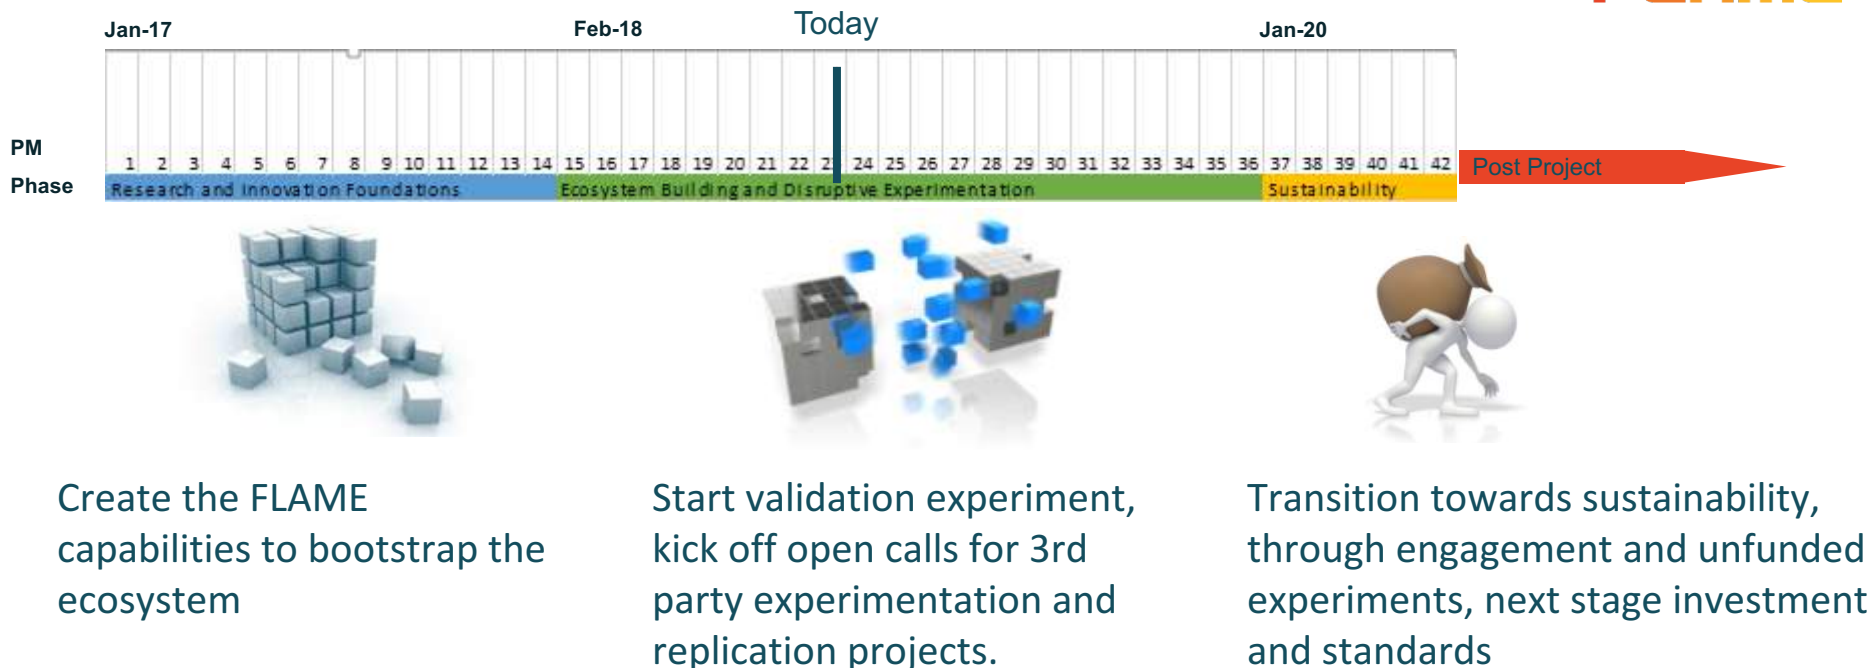 FLAME
Jan-17 Feb-18 Today Jan-20
PM 1 2 3 4 5 6 7 8 9 10 11 12 13 14 15 16 17 18 19 20 21 22 23 24 25 26 27 28 29 30 31 32 33 34 35 36 37 38 39 40 41 42 Post Project
Phase Research and Innovation Foundations Ecosystem Building and Disruptive Experimentation Sustainability
Create the FLAME
capabilities to bootstrap the
ecosystem
Start validation experiment,
kick off open calls for 3rd
party experimentation and
replication projects.
Transition towards sustainability,
through engagement and unfunded
experiments, next stage investment
and standards